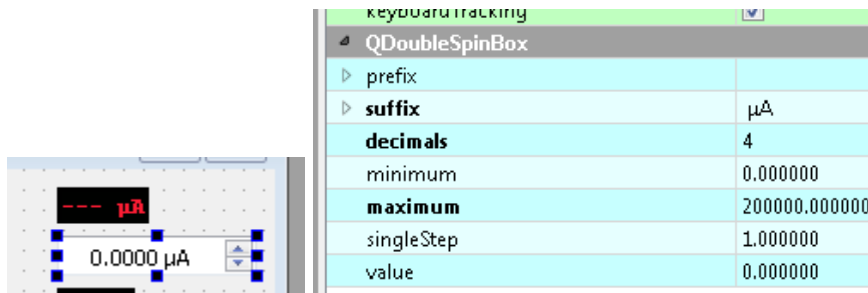 keyboardTracking
QDoubleSpinBox
prefix
suffix µA
decimals 4
minimum 0.000000
maximum 200000.000000
singleStep 1.000000
value 0.000000
--- µA
0.0000 µA